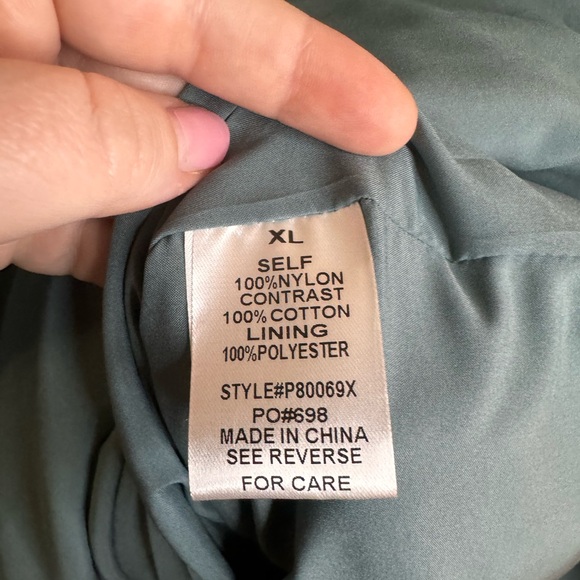 XL
SELF
100%NYLON
CONTRAST
100%COTTON
LINING
100%POLYESTER
STYLE#P80069X
PO#698
MADE IN CHINA
SEE REVERSE
FOR CARE